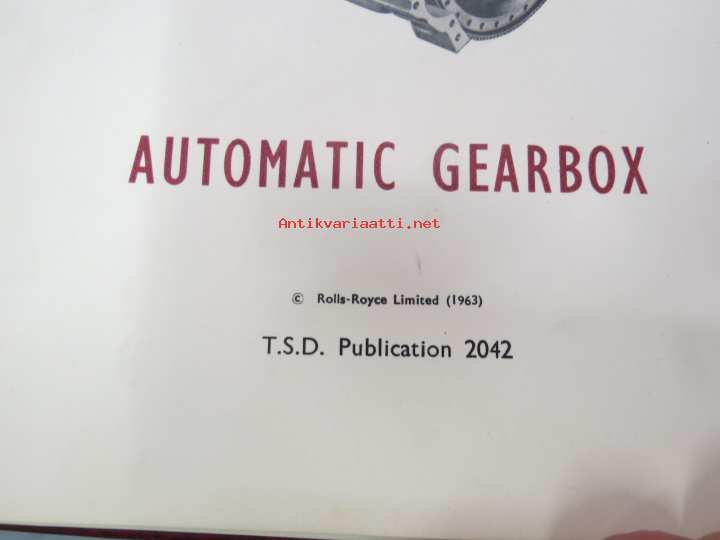 AUTOMATIC GEARBOX
Antikvariaatti.net
© Rolls-Royce Limited (1963)
T.S.D. Publication 2042